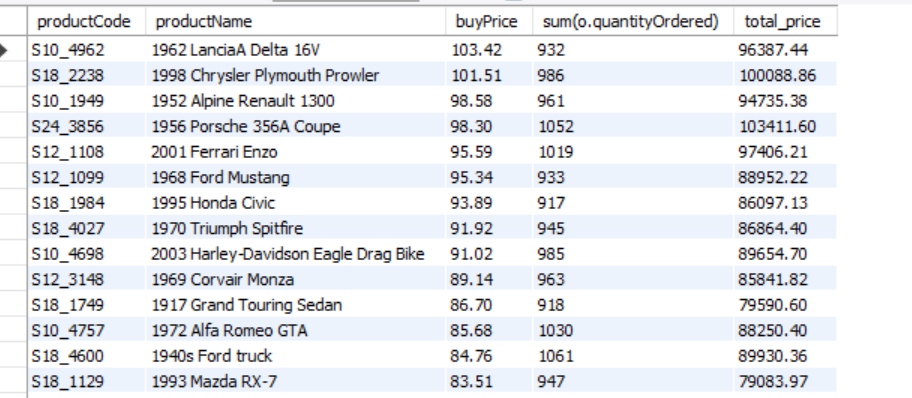 productCode productName buyPrice sum(o.quantityOrdered) total_price
S10_4962 1962 LanciaA Delta 16V 103.42 932 96387.44
S18_2238 1998 Chrysler Plymouth Prowler 101.51 986 100088.86
S10_1949 1952 Alpine Renault 1300 98.58 961 94735.38
S24_3856 1956 Porsche 356A Coupe 98.30 1052 103411.60
S12_1108 2001 Ferrari Enzo 95.59 1019 97406.21
S12_1099 1968 Ford Mustang 95.34 933 88952.22
S18_1984 1995 Honda Civic 93.89 917 86097.13
S18_4027 1970 Triumph Spitfire 91.92 945 86864.40
S10_4698 2003 Harley-Davidson Eagle Drag Bike 91.02 985 89654.70
S12_3148 1969 Corvair Monza 89.14 963 85841.82
S18_1749 1917 Grand Touring Sedan 86.70 918 79590.60
S10_4757 1972 Alfa Romeo GTA 85.68 1030 88250.40
S18_4600 1940s Ford truck 84.76 1061 89930.36
S18_1129 1993 Mazda RX-7 83.51 947 79083.97